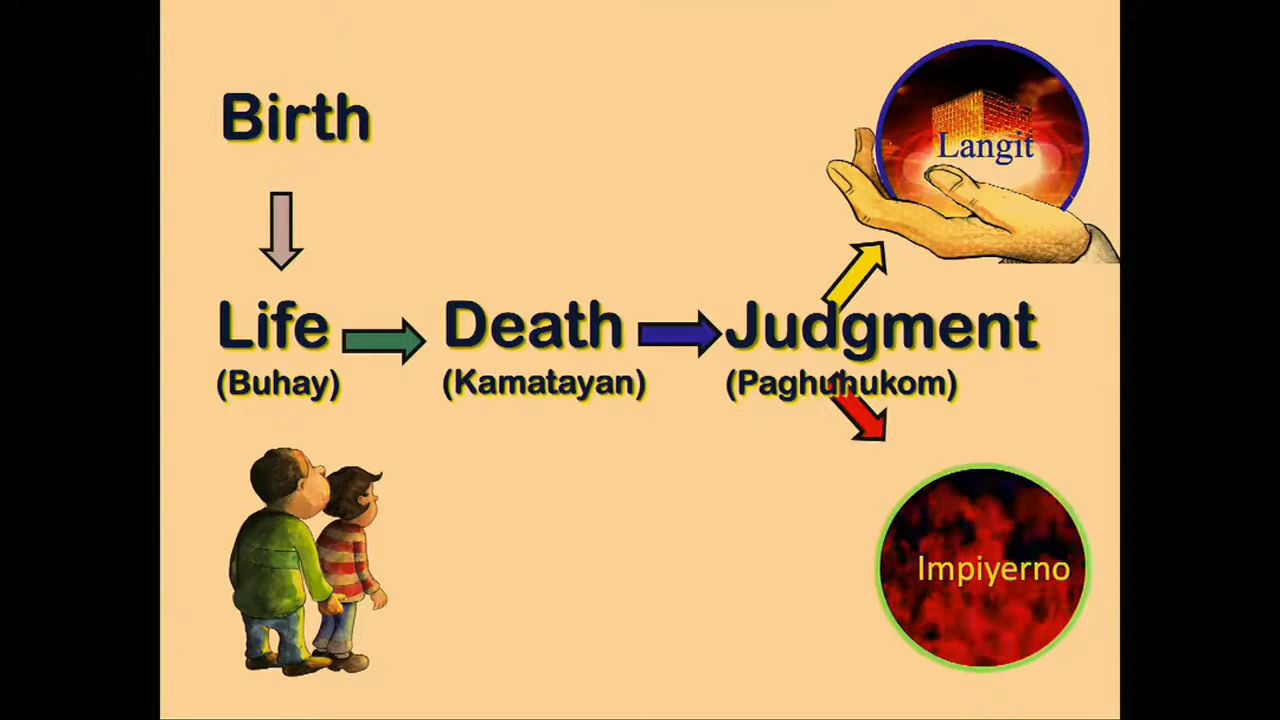 Birth
Langit
Life
Death
Judgment
(Buhay)
(Kamatayan)
(Paghuhukom)
Impiyerno